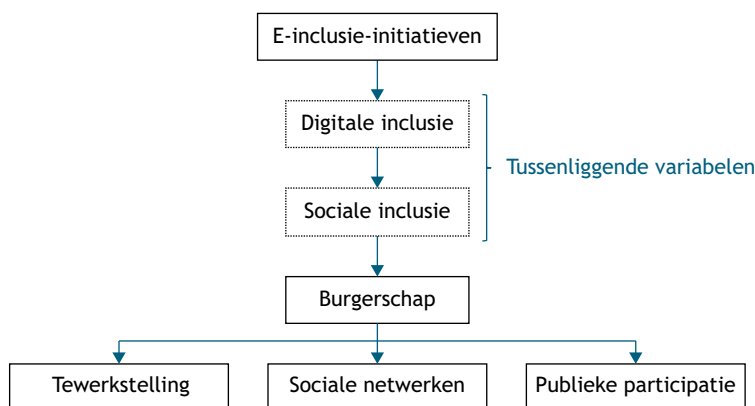 E-inclusie-initiatieven
Digitale inclusie
Tussenliggende variabelen
Sociale inclusie
Burgerschap
Tewerkstelling
Sociale netwerken
Publieke participatie